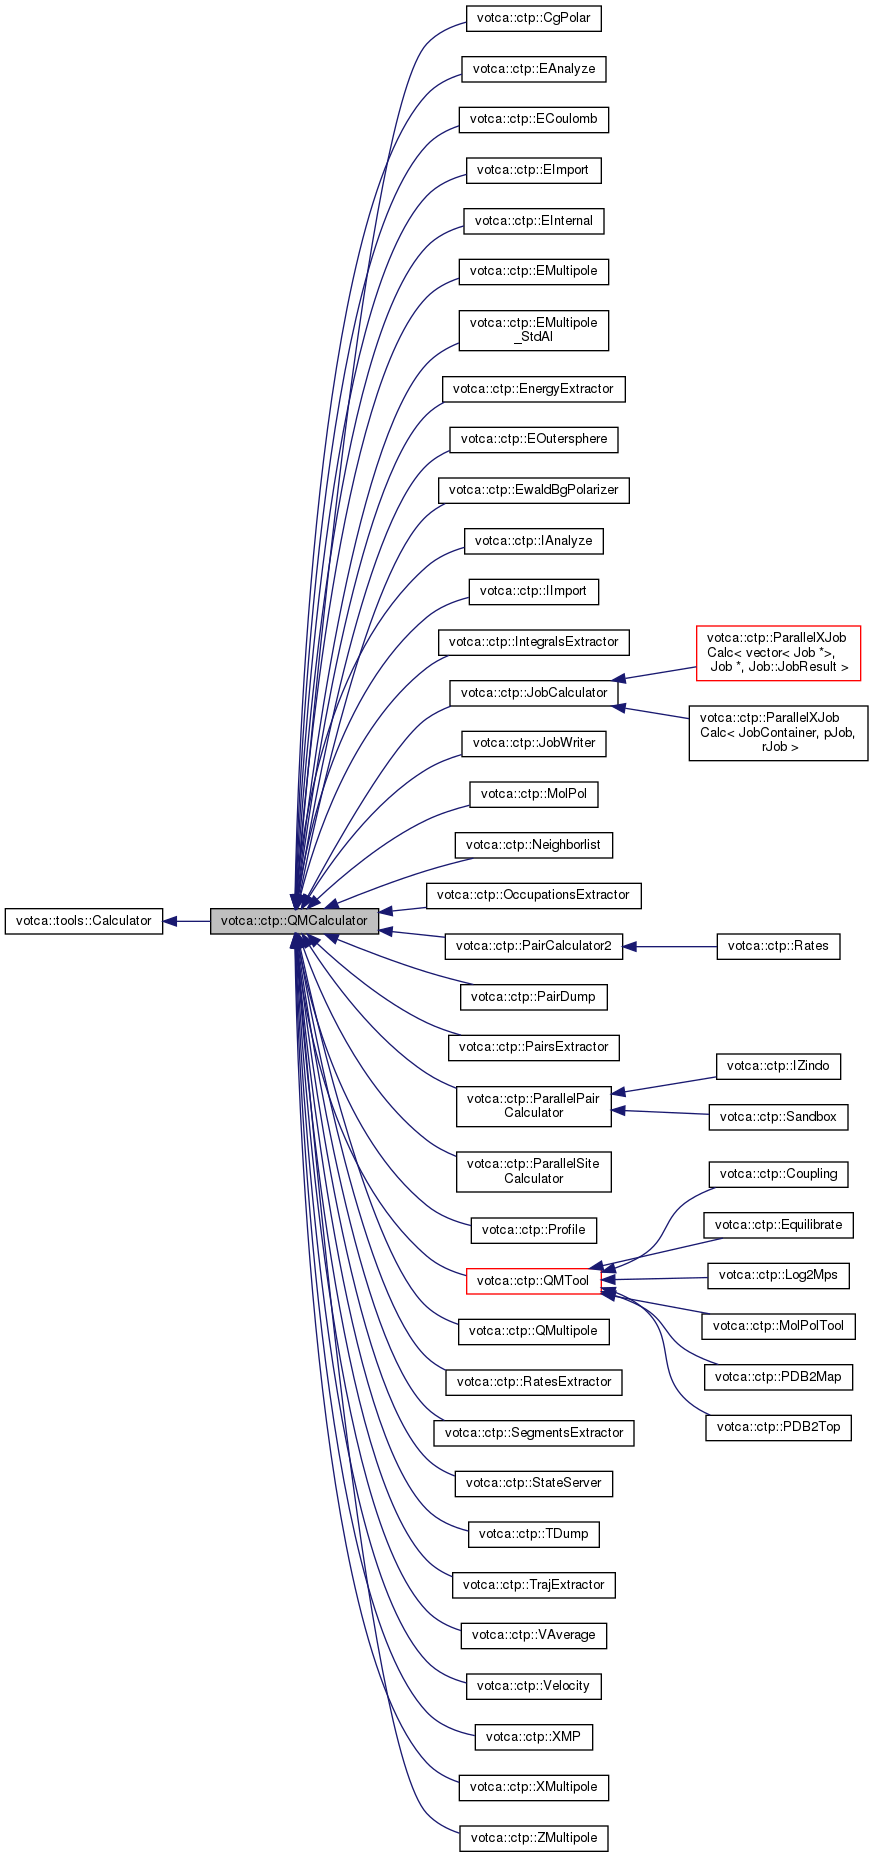 votca::ctp::CgPolar
votca::ctp::EAnalyze
votca::ctp::ECoulomb
votca::ctp::EImport
votca::ctp::EInternal
votca::ctp::EMultipole
votca::ctp::EMultipole
_StdAl
votca::ctp::EnergyExtractor
votca::ctp::EOutersphere
votca::ctp::EwaldBgPolarizer
votca::ctp::IAnalyze
votca::ctp::IImport
votca::ctp::IntegralsExtractor
votca::ctp::JobCalculator
votca::ctp::ParallelXJob
Calc< vector< Job *>,
Job *, Job::JobResult >
votca::ctp::ParallelXJob
Calc< JobContainer, pJob,
rJob >
votca::ctp::JobWriter
votca::ctp::MolPol
votca::ctp::Neighborlist
votca::ctp::OccupationsExtractor
votca::tools::Calculator
votca::ctp::QMCalculator
votca::ctp::PairCalculator2
votca::ctp::Rates
votca::ctp::PairDump
votca::ctp::PairsExtractor
votca::ctp::ParallelPair
Calculator
votca::ctp::IZindo
votca::ctp::Sandbox
votca::ctp::ParallelSite
Calculator
votca::ctp::Profile
votca::ctp::QMTool
votca::ctp::Coupling
votca::ctp::Equilibrate
votca::ctp::Log2Mps
votca::ctp::MolPolTool
votca::ctp::PDB2Map
votca::ctp::PDB2Top
votca::ctp::QMultipole
votca::ctp::RatesExtractor
votca::ctp::SegmentsExtractor
votca::ctp::StateServer
votca::ctp::TDump
votca::ctp::TrajExtractor
votca::ctp::VAverage
votca::ctp::Velocity
votca::ctp::XMP
votca::ctp::XMultipole
votca::ctp::ZMultipole